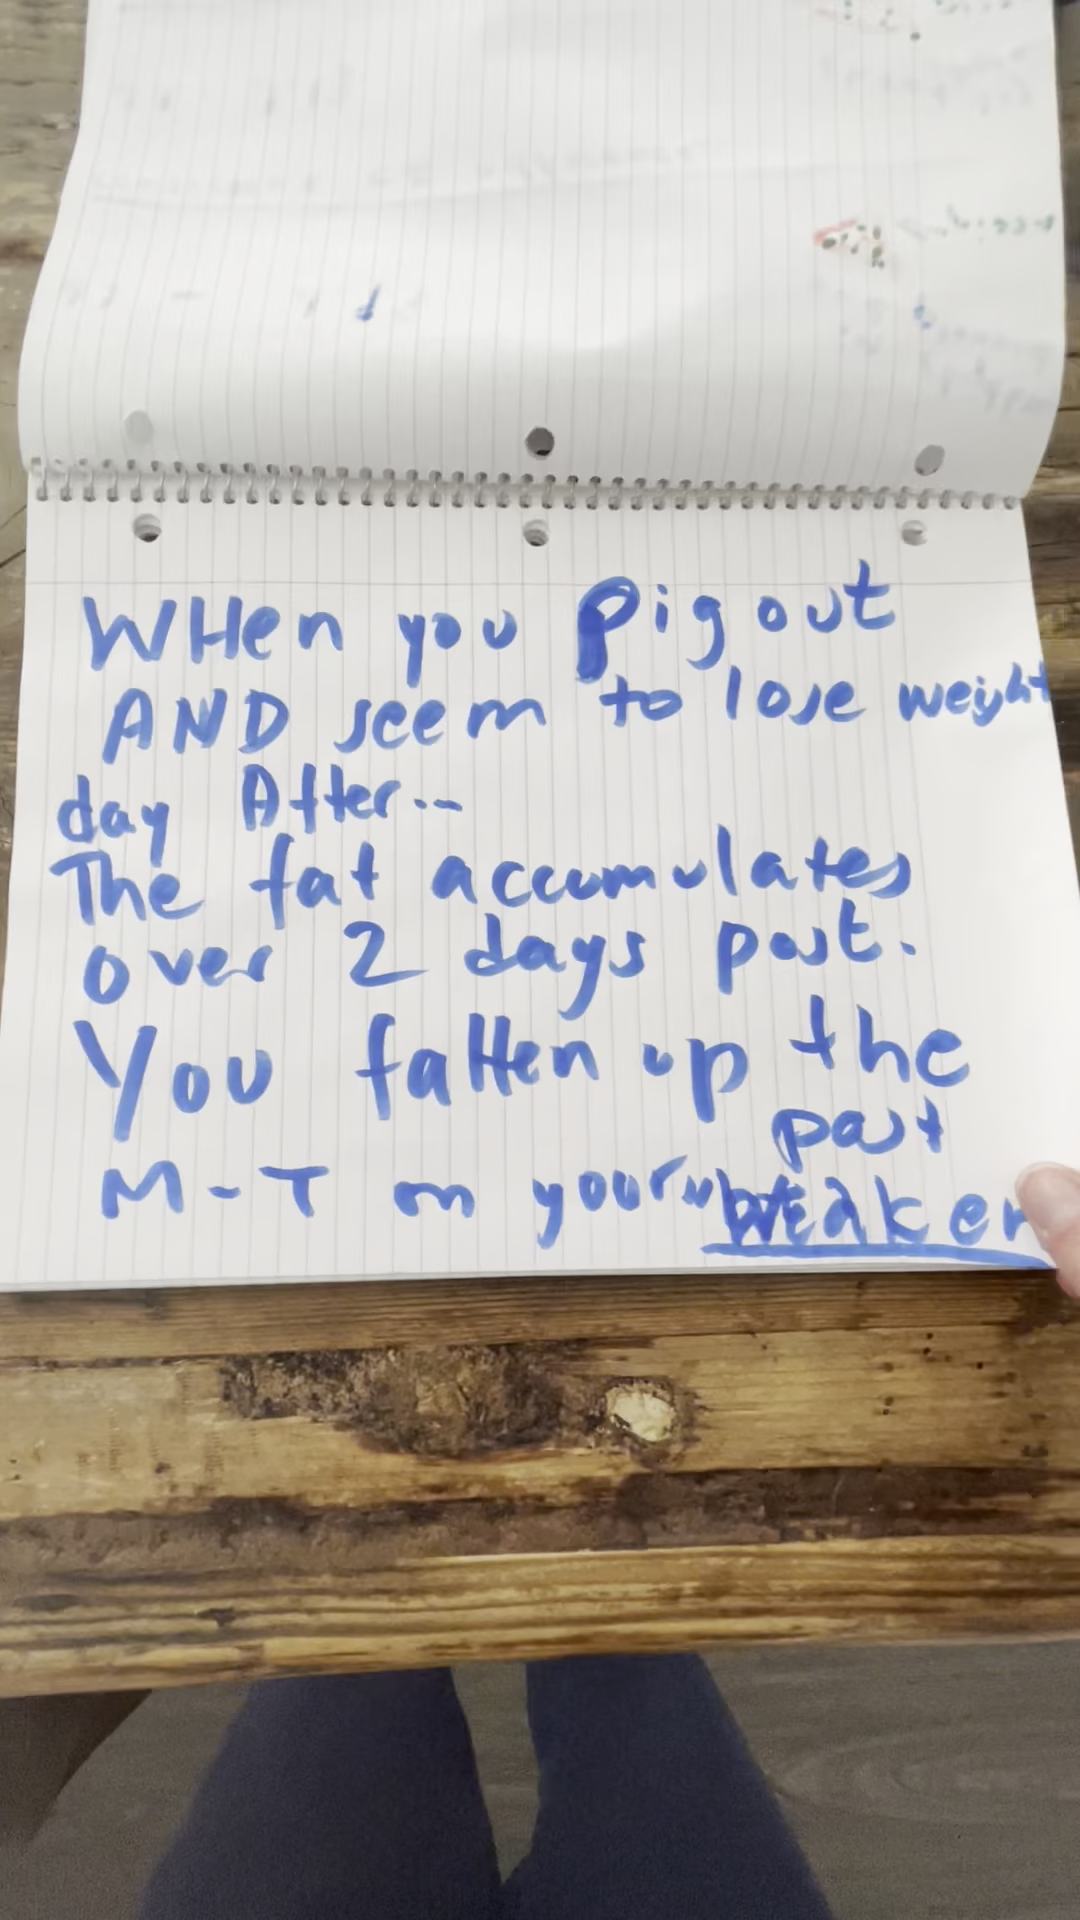 WHen you Pig out
AND seem to lose weight
day After..
The fat accumulates
over 2 days past.
You fatten up the
past
M-T on your weaker